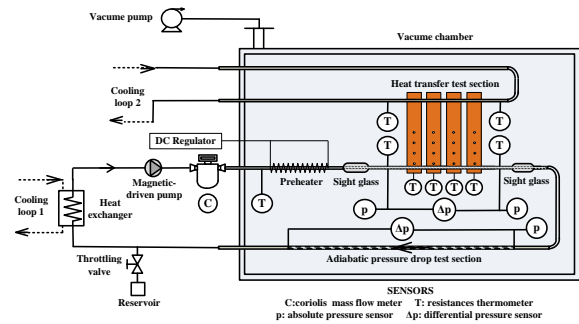 Vacume pump
Vacume chamber
Cooling
loop 2
Heat transfer test section
T
T
T
T
DC Regulator
Magnetic-
driven pump
C
T
Preheater
Sight glass
T
T
T
T
Sight glass
Cooling
loop 1
Heat
exchanger
p
Δp
p
Δp
p
Adiabatic pressure drop test section
Throttling
valve
Reservoir
SENSORS
C:coriolis mass flow meter T: resistances thermometer
p: absolute pressure sensor Δp: differential pressure sensor